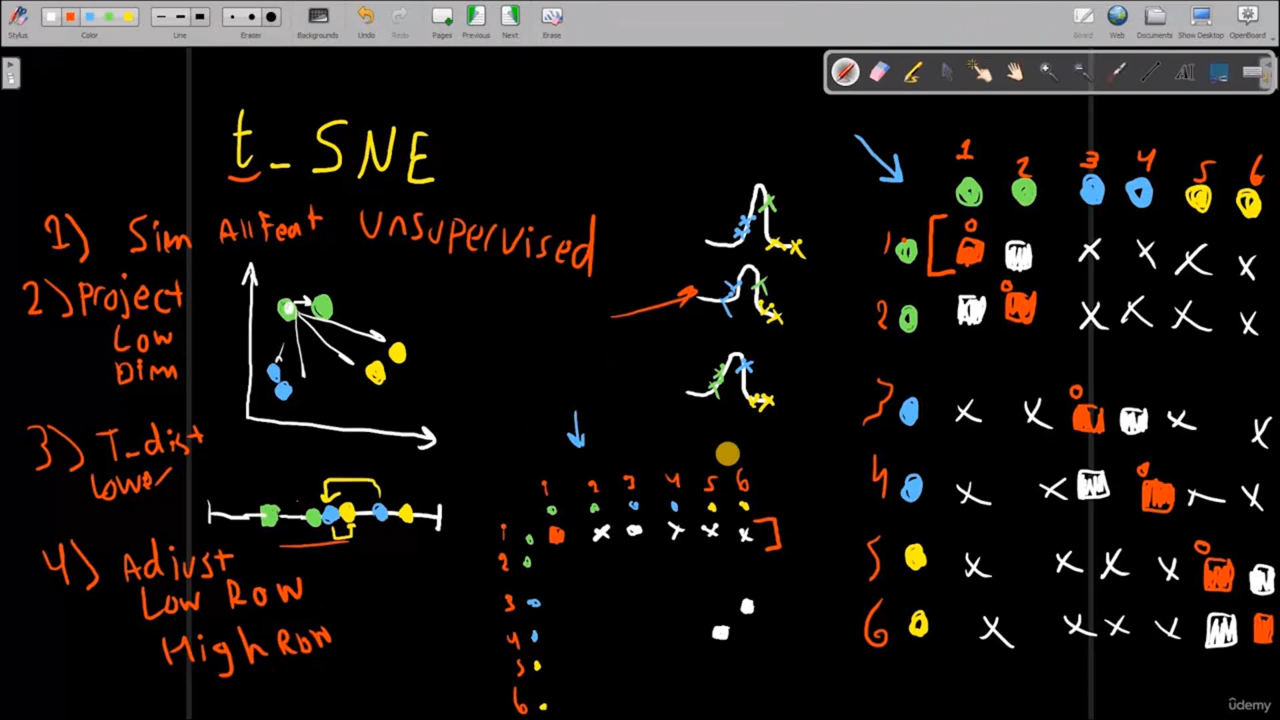 Stylus
Color
Line
Eraser
Backgrounds
Undo
Redo
Pages
Previous
Next
Erase
Board
Web
Documents
Show Desktop
OpenBoard
t-SNE
1) Sim All Feat unsupervised
2) Project
Low
Dim
3) T-dist
Lower
4) Adjust
Low Row
High Row
1 2 3 4 5 6
1 x x x x
2 x x x x
3 x x x x
4 x x x
5 x x x x
6 x x x x
1 2 3 4 5 6
1 x x x x
2
3
4
5
6
ûdemy